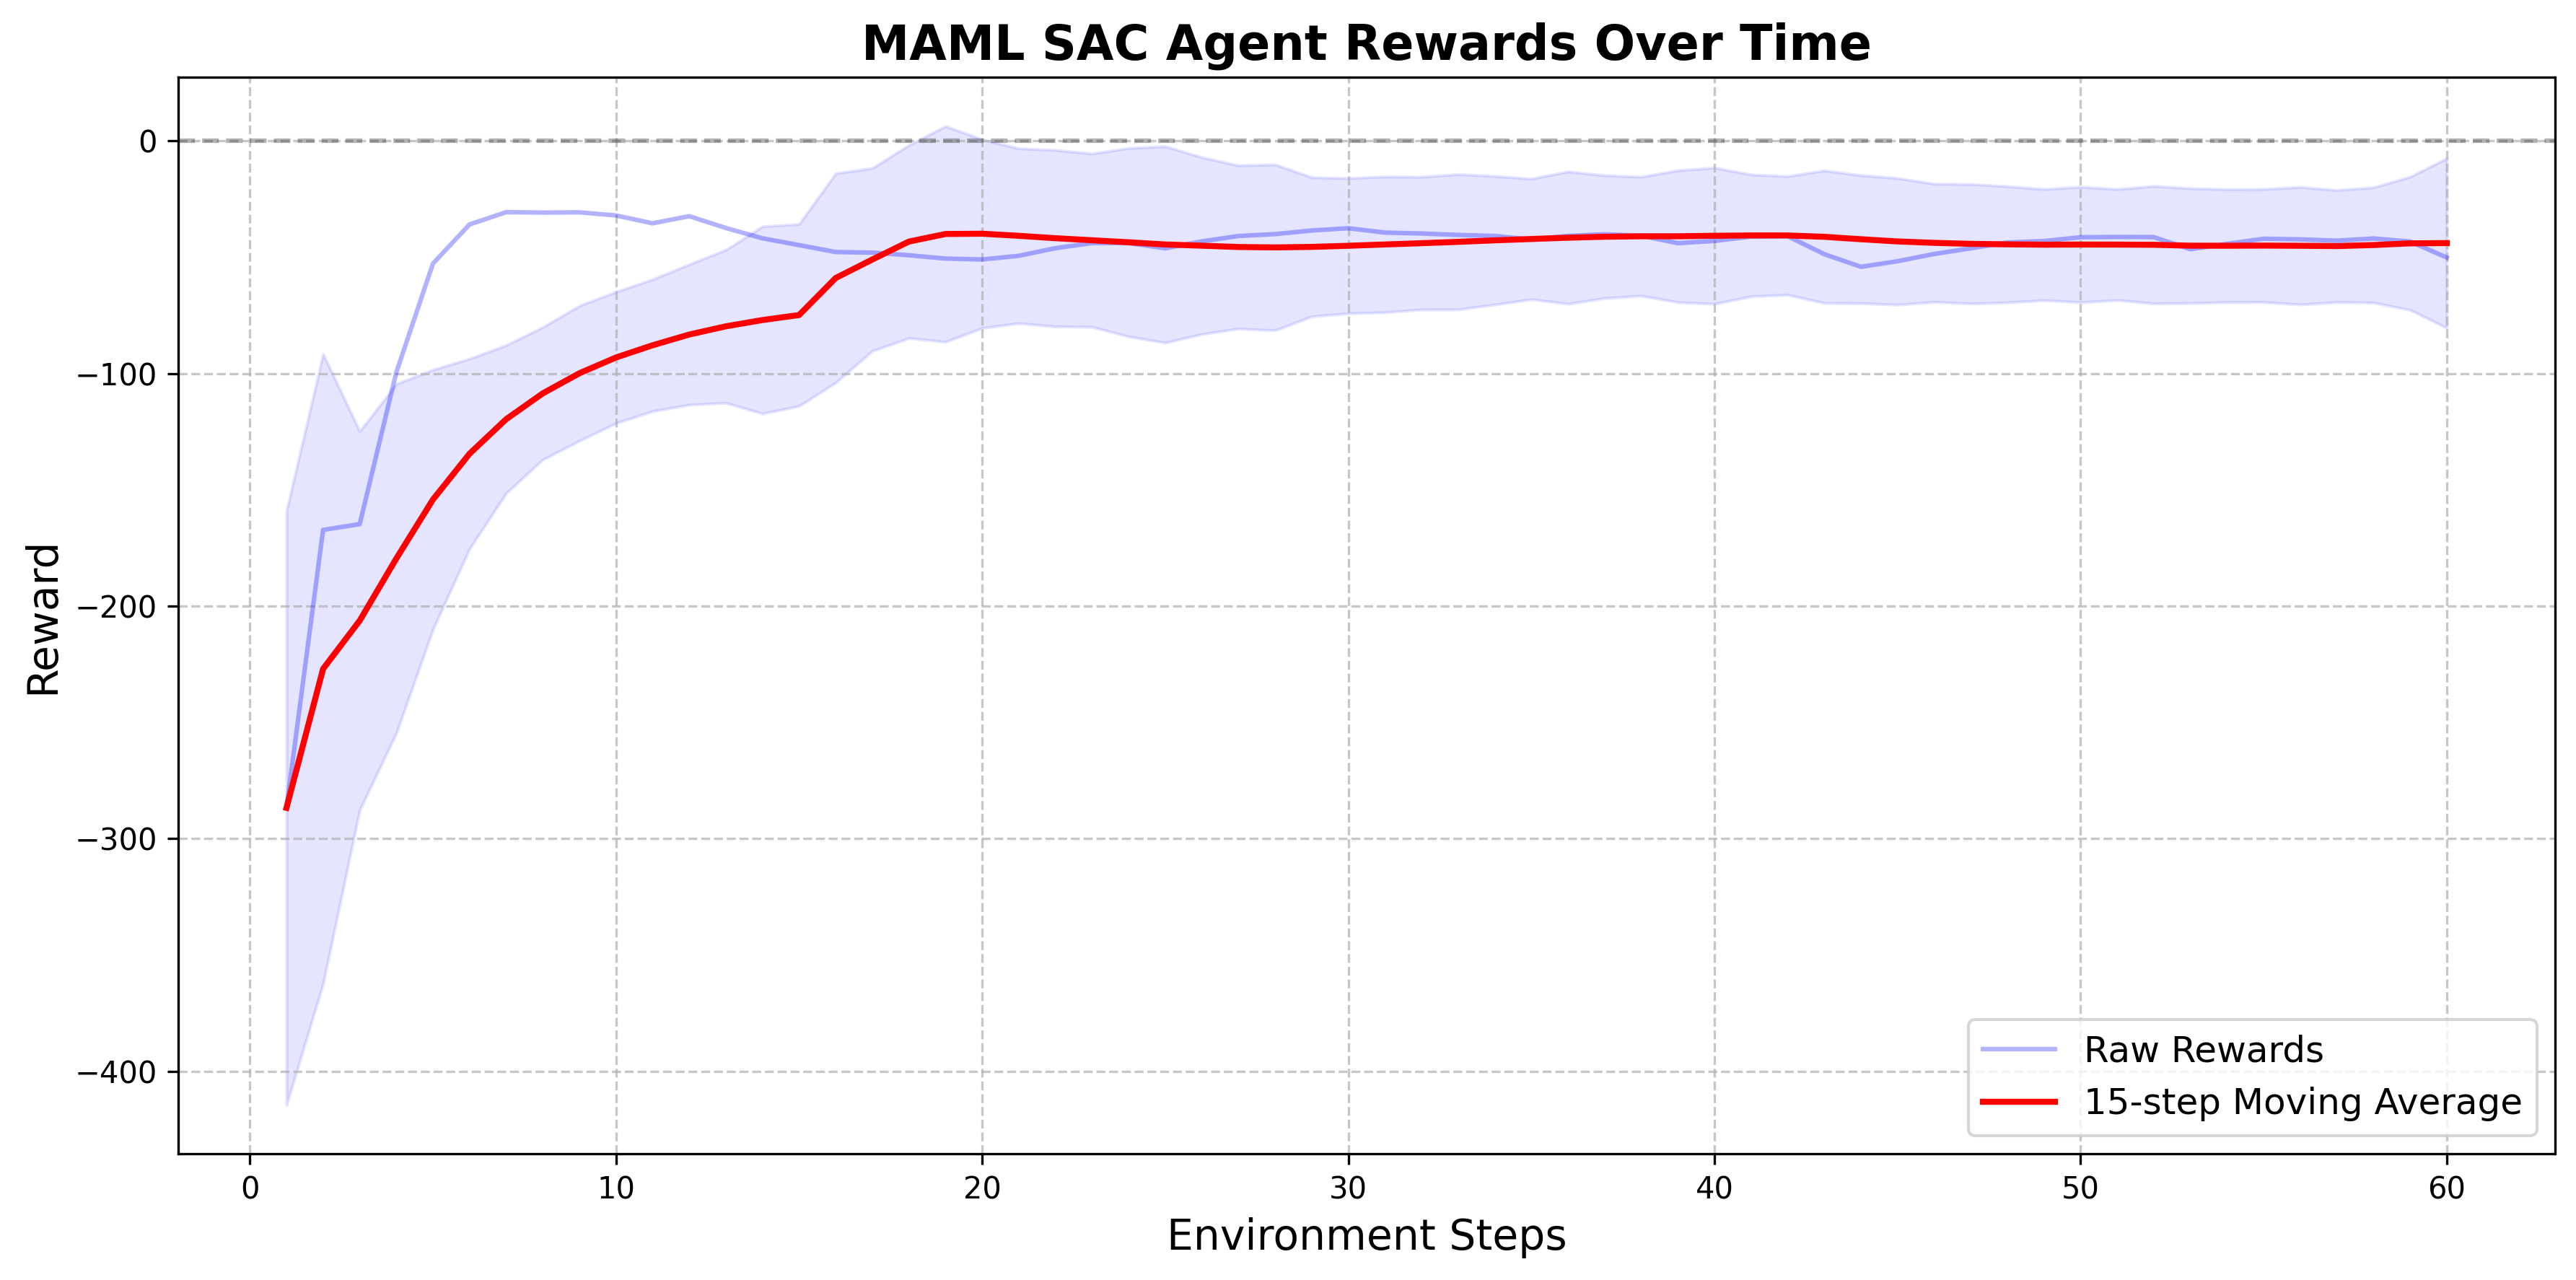 MAML SAC Agent Rewards Over Time
Reward
0
−100
−200
−300
−400
0 10 20 30 40 50 60
Environment Steps
Raw Rewards
15-step Moving Average